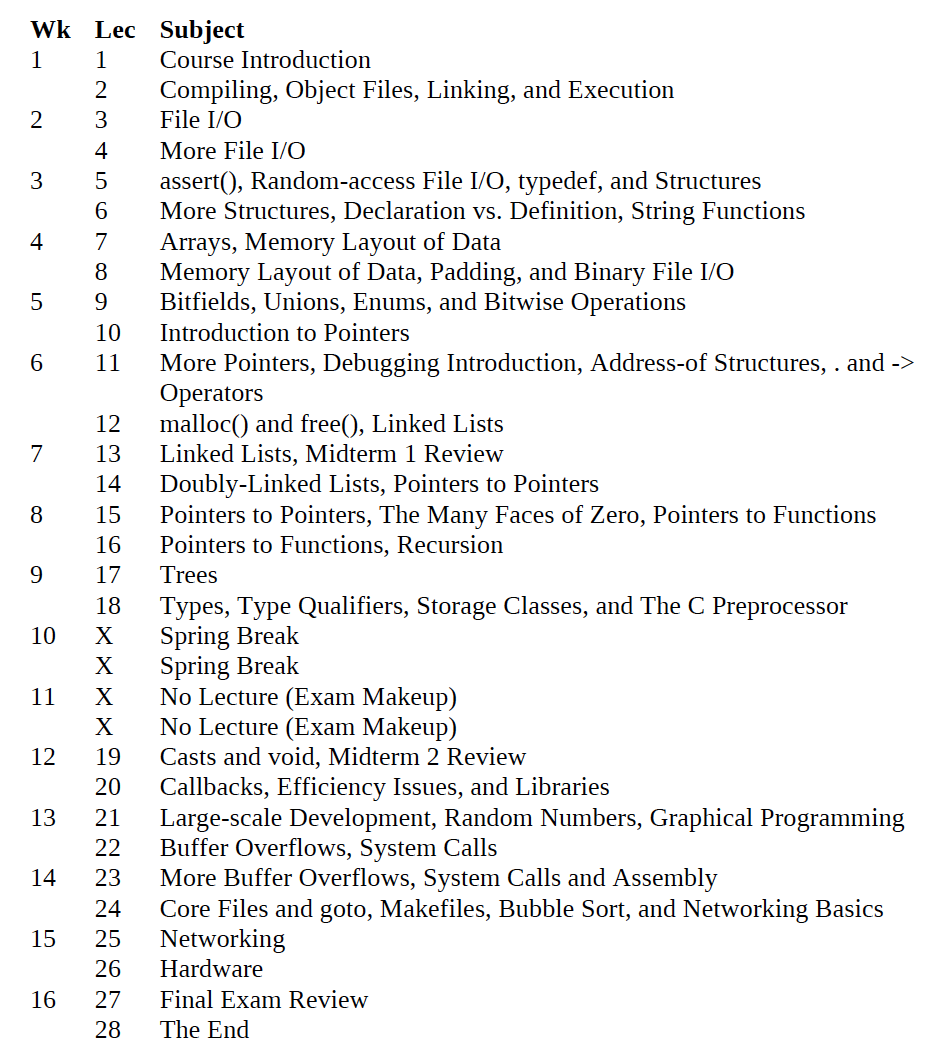 Wk Lec Subject
1 1 Course Introduction
2 Compiling, Object Files, Linking, and Execution
2 3 File I/O
4 More File I/O
3 5 assert(), Random-access File I/O, typedef, and Structures
6 More Structures, Declaration vs. Definition, String Functions
4 7 Arrays, Memory Layout of Data
8 Memory Layout of Data, Padding, and Binary File I/O
5 9 Bitfields, Unions, Enums, and Bitwise Operations
10 Introduction to Pointers
6 11 More Pointers, Debugging Introduction, Address-of Structures, . and ->
Operators
12 malloc() and free(), Linked Lists
7 13 Linked Lists, Midterm 1 Review
14 Doubly-Linked Lists, Pointers to Pointers
8 15 Pointers to Pointers, The Many Faces of Zero, Pointers to Functions
16 Pointers to Functions, Recursion
9 17 Trees
18 Types, Type Qualifiers, Storage Classes, and The C Preprocessor
10 X Spring Break
X Spring Break
11 X No Lecture (Exam Makeup)
X No Lecture (Exam Makeup)
12 19 Casts and void, Midterm 2 Review
20 Callbacks, Efficiency Issues, and Libraries
13 21 Large-scale Development, Random Numbers, Graphical Programming
22 Buffer Overflows, System Calls
14 23 More Buffer Overflows, System Calls and Assembly
24 Core Files and goto, Makefiles, Bubble Sort, and Networking Basics
15 25 Networking
26 Hardware
16 27 Final Exam Review
28 The End